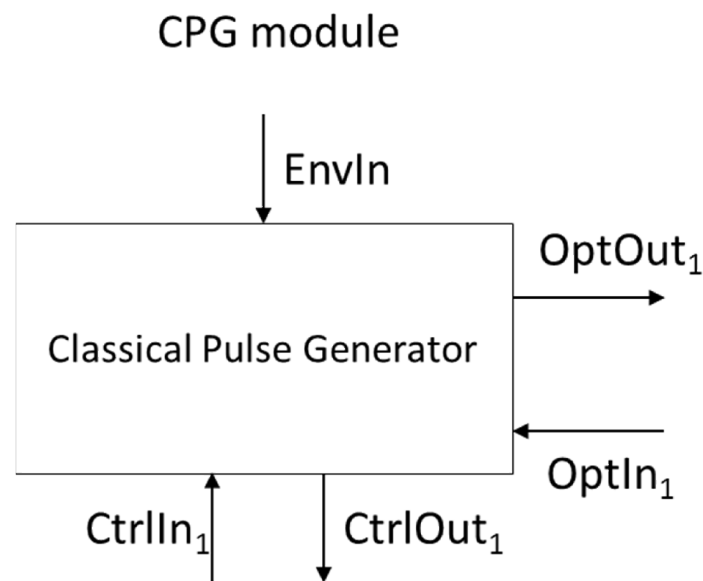 CPG module
EnvIn
OptOut₁
Classical Pulse Generator
OptIn₁
CtrlIn₁
CtrlOut₁